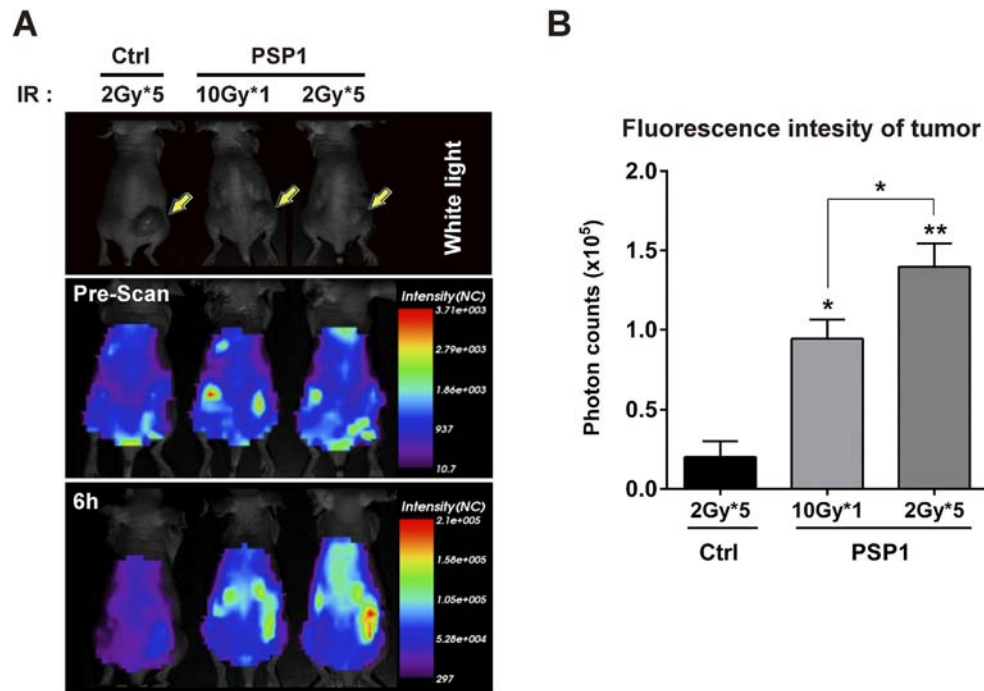 A
Ctrl PSP1
IR : 2Gy*5 10Gy*1 2Gy*5
White light
Pre-Scan
Intensity(NC)
3.71e+003
2.79e+003
1.86e+003
937
10.7
6h
Intensity(NC)
2.1e+005
1.58e+005
1.05e+005
5.28e+004
297
B
Fluorescence intesity of tumor
Photon counts (x10⁵)
2.0
1.5
1.0
0.5
0.0
*
*
**
2Gy*5 10Gy*1 2Gy*5
Ctrl PSP1